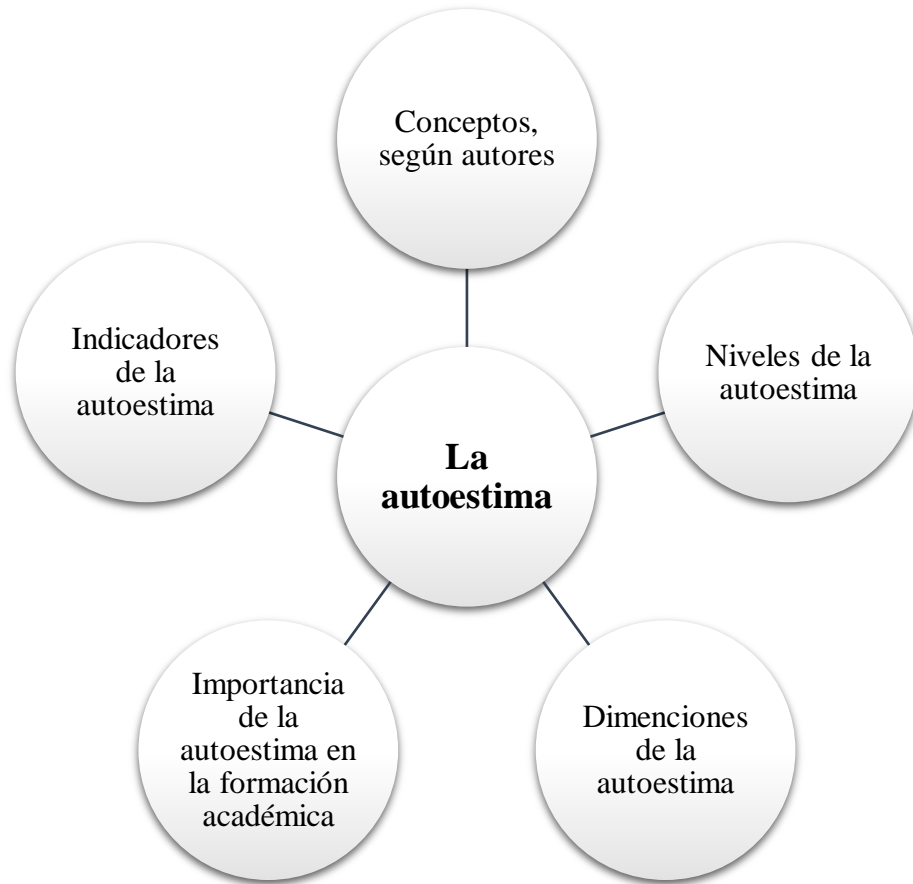 Conceptos,
según autores
Indicadores
de la
autoestima
Niveles de la
autoestima
La
autoestima
Importancia
de la
autoestima en
la formación
académica
Dimenciones
de la
autoestima